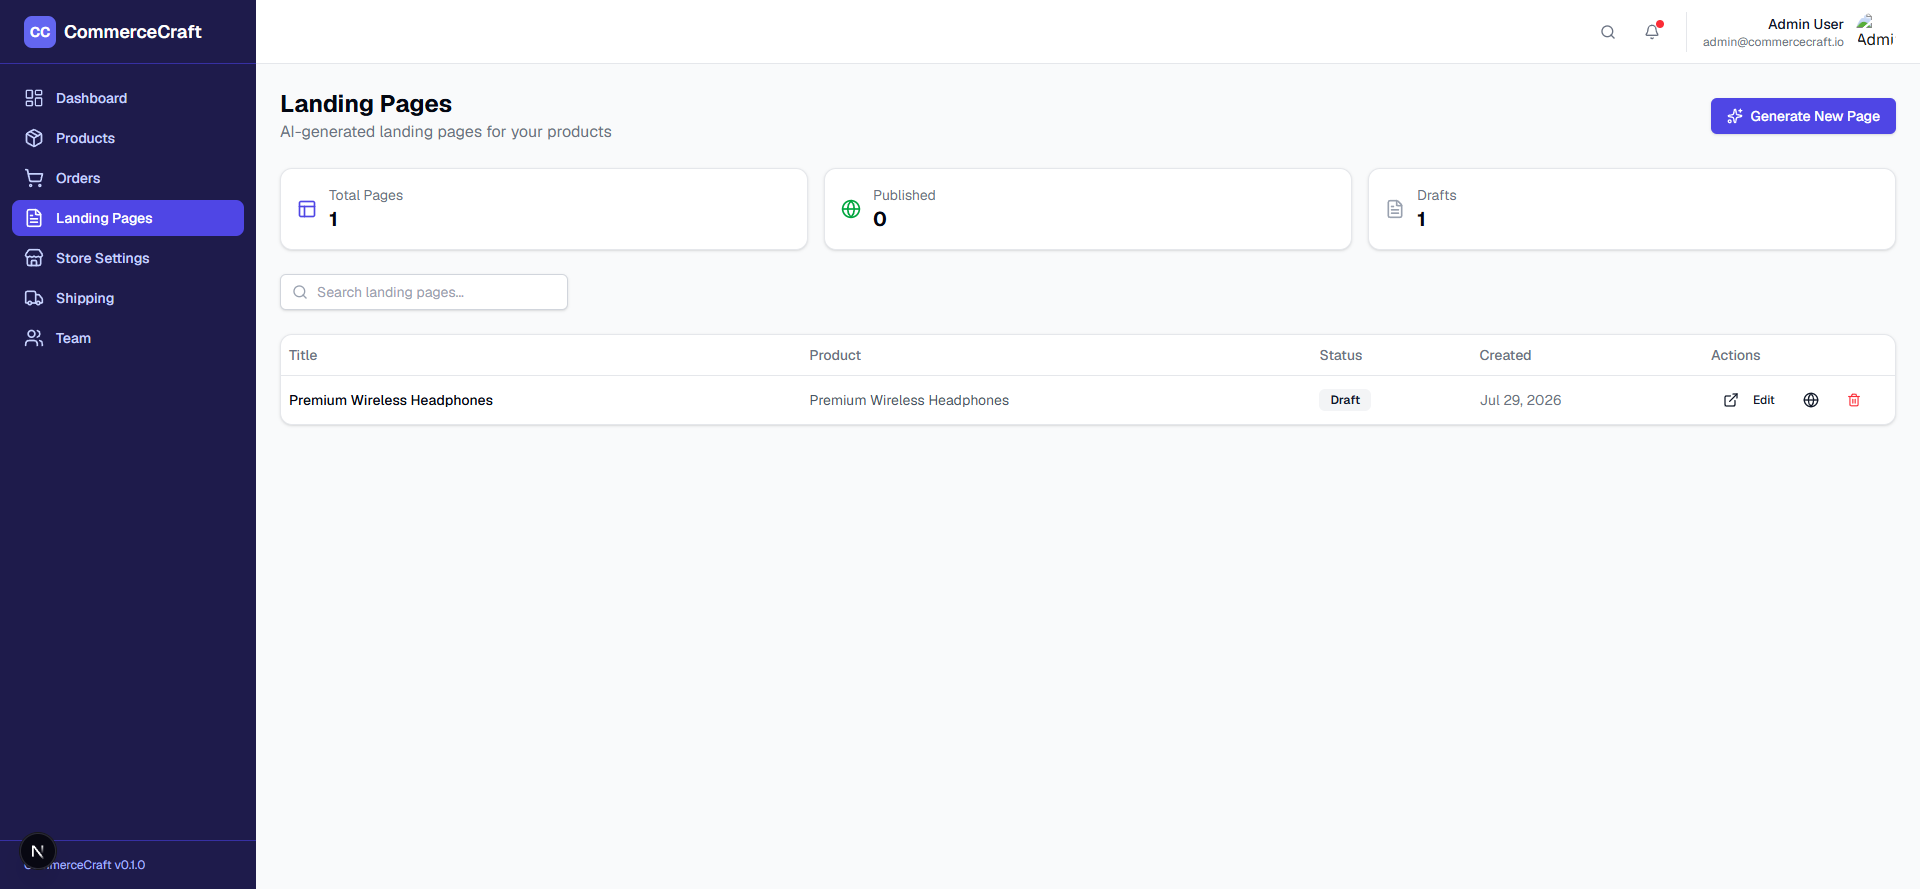 CC CommerceCraft
Dashboard
Products
Orders
Landing Pages
Store Settings
Shipping
Team
N
merceCraft v0.1.0
Admin User
admin@commercecraft.io
Admi
Landing Pages
AI-generated landing pages for your products
Generate New Page
Total Pages
1
Published
0
Drafts
1
Search landing pages...
Title Product Status Created Actions
Premium Wireless Headphones Premium Wireless Headphones Draft Jul 29, 2026 Edit